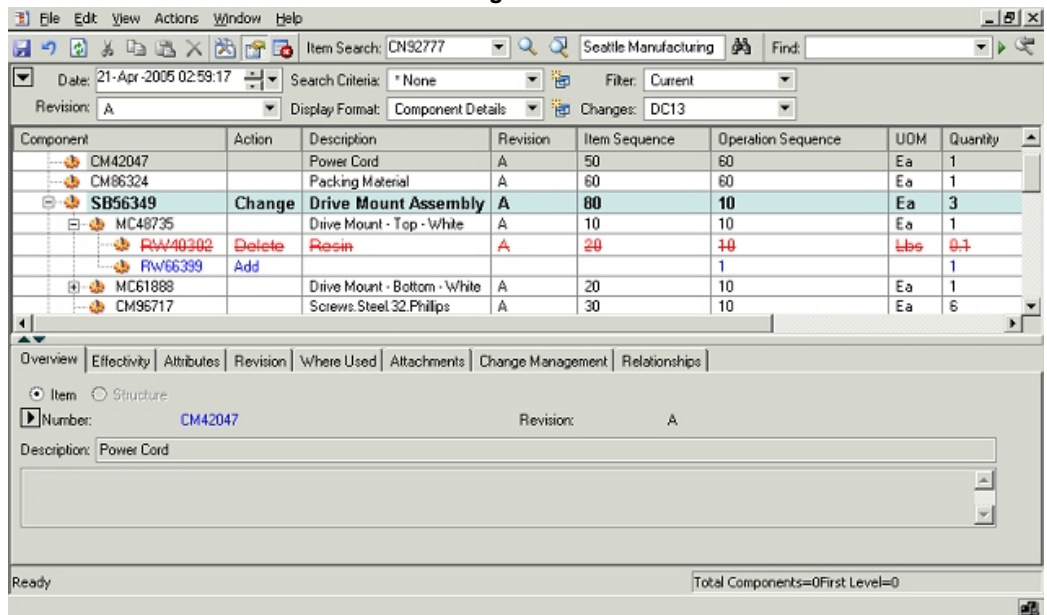 File Edit View Actions Window Help
Item Search: CN92777 Seattle Manufacturing Find:
Date: 21-Apr-2005 02:59:17 Search Criteria: * None Filter: Current
Revision: A Display Format: Component Details Changes: DC13
Component Action Description Revision Item Sequence Operation Sequence UOM Quantity
CM42047 Power Cord A 50 60 Ea 1
CM86324 Packing Material A 60 60 Ea 1
SB56349 Change Drive Mount Assembly A 80 10 Ea 3
MC48735 Drive Mount - Top - White A 10 10 Ea 1
RW40302 Delete Resin A 20 10 Lbs 0.1
RW66399 Add 1 1
MC61888 Drive Mount - Bottom - White A 20 10 Ea 1
CM96717 Screws.Steel.32.Phillips A 30 10 Ea 6
Overview Effectivity Attributes Revision Where Used Attachments Change Management Relationships
Item Structure
Number: CM42047 Revision: A
Description: Power Cord
Ready Total Components=0First Level=0